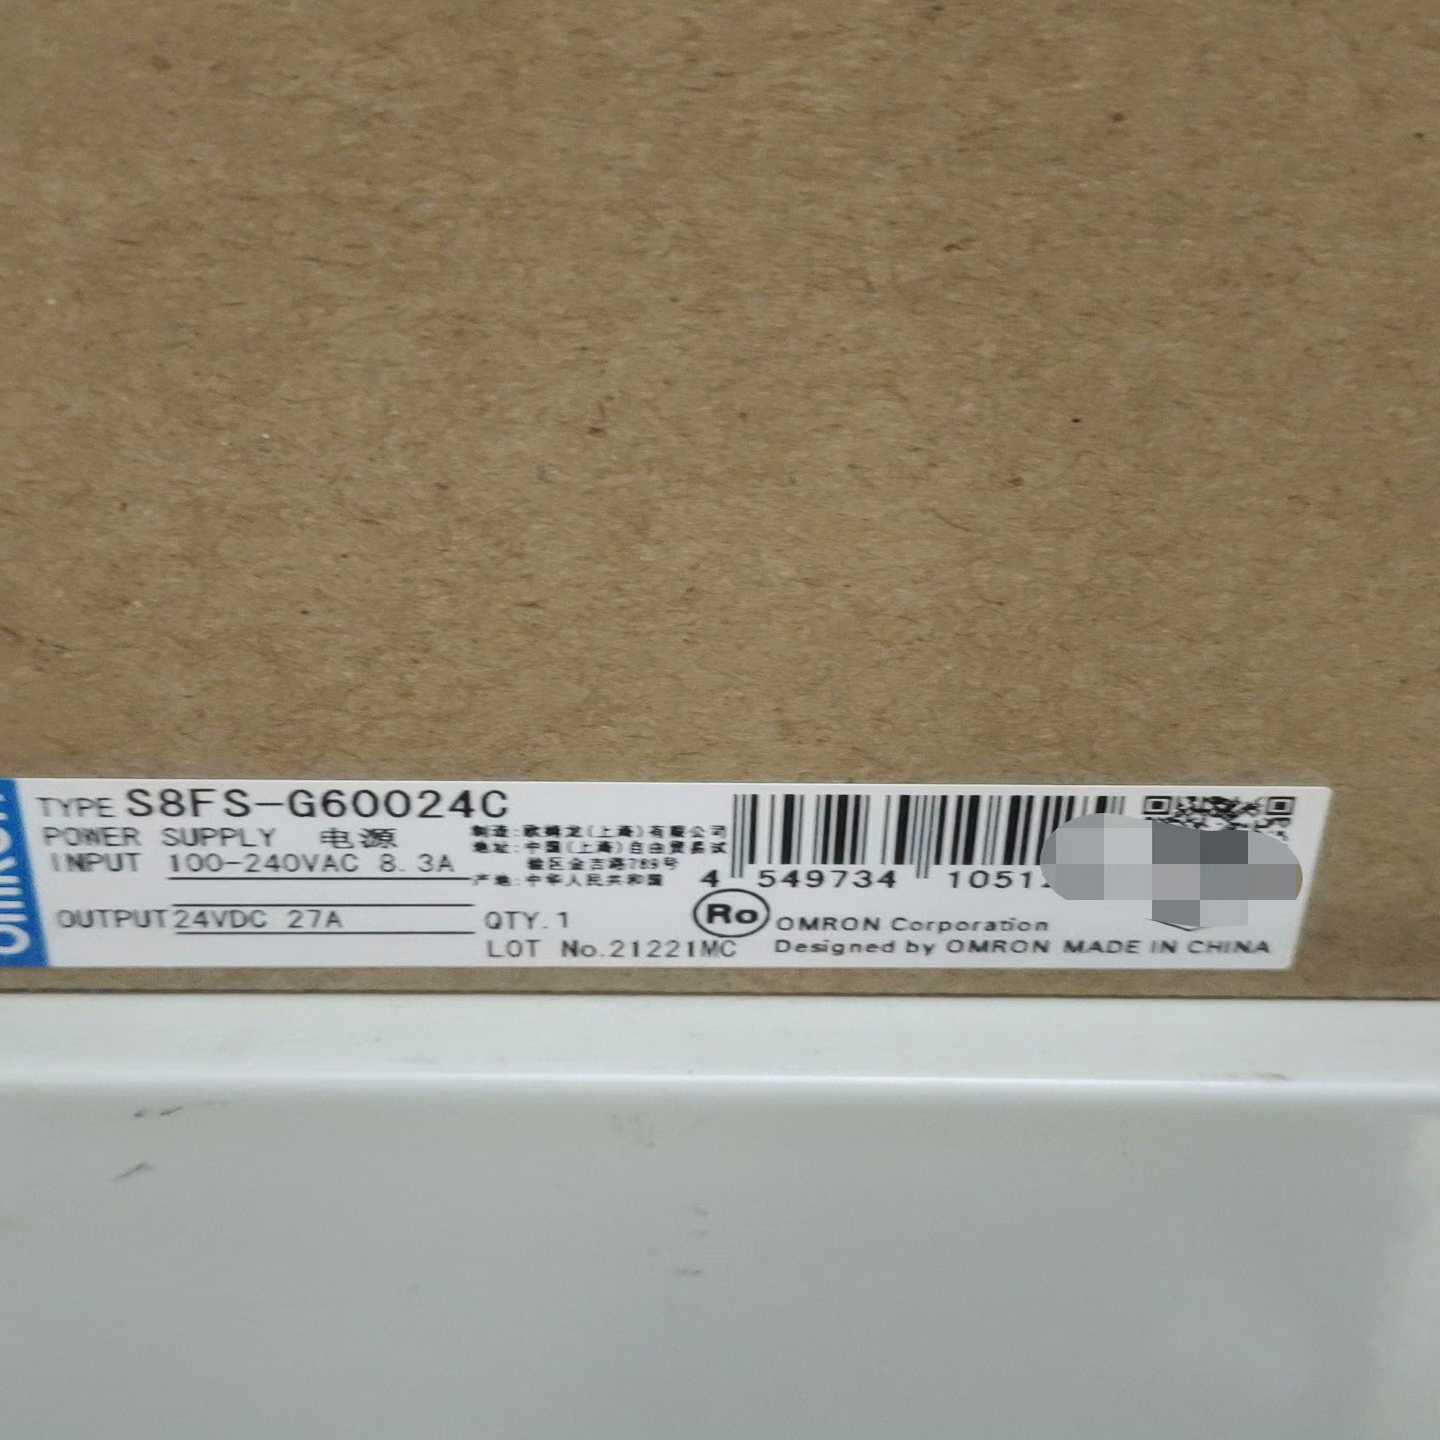 OMRON
TYPE S8FS-G60024C
POWER SUPPLY 电源
INPUT 100-240VAC 8.3A
OUTPUT 24VDC 27A
制造:欧姆龙(上海)有限公司
地址:中国(上海)自由贸易试
验区金吉路789号
产地:中华人民共和国
QTY.1
LOT No.21221MC
4 549734 1051
Ro
OMRON Corporation
Designed by OMRON MADE IN CHINA